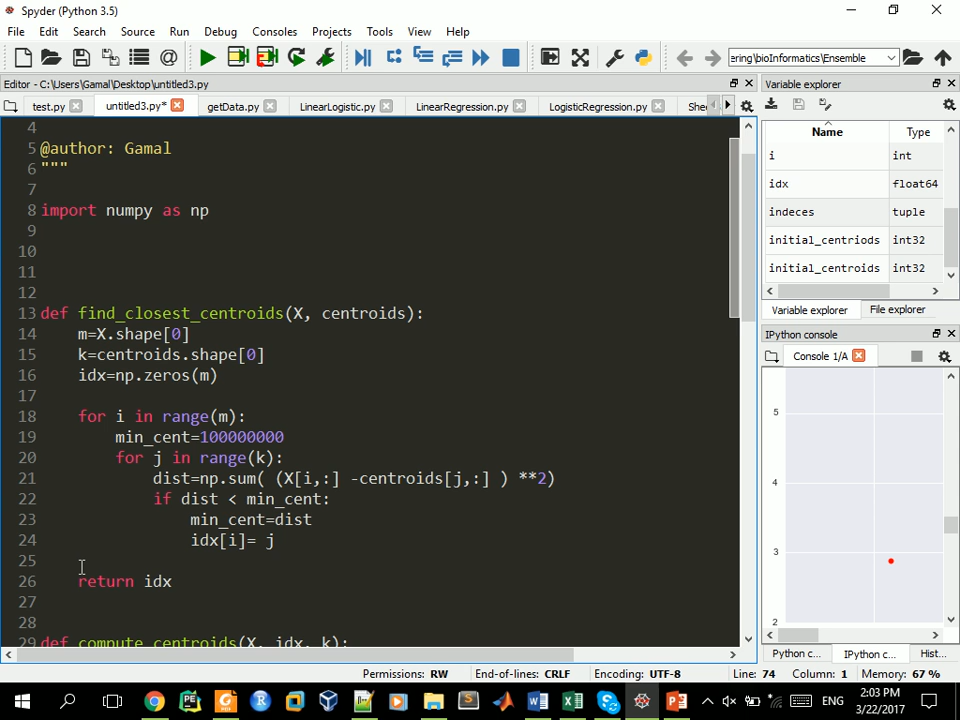 Spyder (Python 3.5)
File Edit Search Source Run Debug Consoles Projects Tools View Help
ering\bioInformatics\Ensemble
Editor - C:\Users\Gamal\Desktop\untitled3.py
Variable explorer
test.py untitled3.py* getData.py LinearLogistic.py LinearRegression.py LogisticRegression.py She
Name Type
i int
idx float64
indeces tuple
initial_centriods int32
initial_centroids int32
Variable explorer File explorer
IPython console
Console 1/A
5
4
3
2
Python c... IPython c... Hist...
4
5 @author: Gamal
6 """
7
8 import numpy as np
9
10
11
12
13 def find_closest_centroids(X, centroids):
14 m=X.shape[0]
15 k=centroids.shape[0]
16 idx=np.zeros(m)
17
18 for i in range(m):
19 min_cent=100000000
20 for j in range(k):
21 dist=np.sum( (X[i,:] -centroids[j,:] ) **2)
22 if dist < min_cent:
23 min_cent=dist
24 idx[i]= j
25
26 return idx
27
28
29 def compute_centroids(X, idx, k):
Permissions: RW End-of-lines: CRLF Encoding: UTF-8 Line: 74 Column: 1 Memory: 67 %
ENG
2:03 PM
3/22/2017